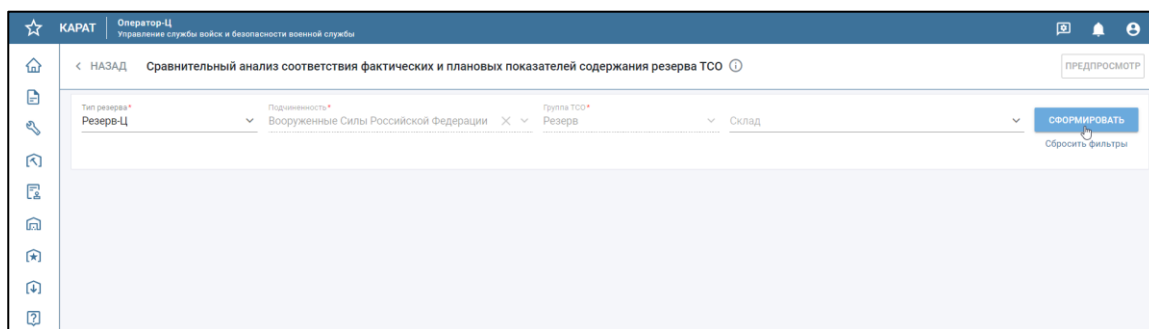 КАРАТ
Оператор-Ц
Управление службы войск и безопасности военной службы
НАЗАД Сравнительный анализ соответствия фактических и плановых показателей содержания резерва ТСО
ПРЕДПРОСМОТР
Тип резерва* Подчиненность* Группа ТСО*
Резерв-Ц Вооруженные Силы Российской Федерации Резерв Склад
СФОРМИРОВАТЬ
Сбросить фильтры